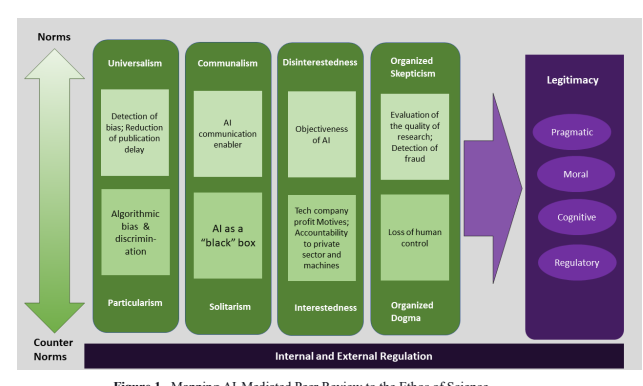 Norms
Universalism
Detection of
bias; Reduction
of publication
delay
Algorithmic
bias &
discrimin-
ation
Particularism
Communalism
AI
communication
enabler
AI as a
“black” box
Solitarism
Disinterestedness
Objectiveness
of AI
Tech company
profit Motives;
Accountability
to private
sector and
machines
Interestedness
Organized
Skepticism
Evaluation of
the quality of
research;
Detection of
fraud
Loss of human
control
Organized
Dogma
Legitimacy
Pragmatic
Moral
Cognitive
Regulatory
Counter
Norms
Internal and External Regulation
Figure 1. Mapping AI-Mediated Peer Review to the Ethos of Science